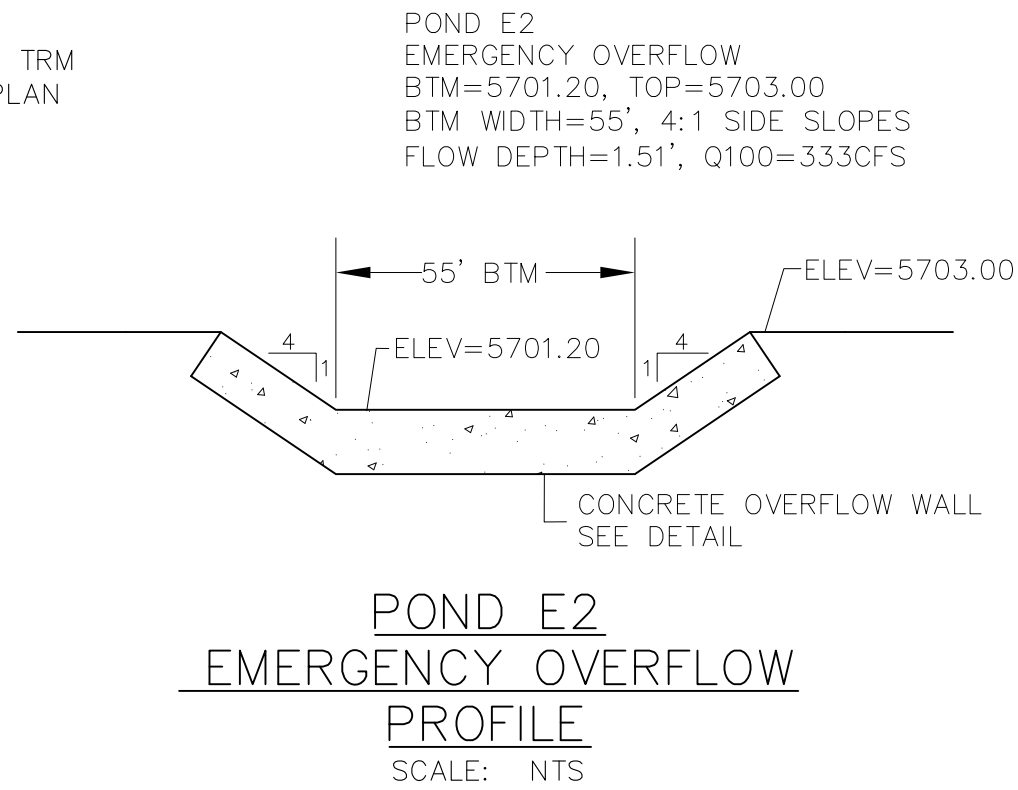 TRM
PLAN
POND E2
EMERGENCY OVERFLOW
BTM=5701.20, TOP=5703.00
BTM WIDTH=55', 4:1 SIDE SLOPES
FLOW DEPTH=1.51', Q100=333CFS
55' BTM
ELEV=5703.00
4
1
ELEV=5701.20
4
1
CONCRETE OVERFLOW WALL
SEE DETAIL
POND E2
EMERGENCY OVERFLOW
PROFILE
SCALE: NTS